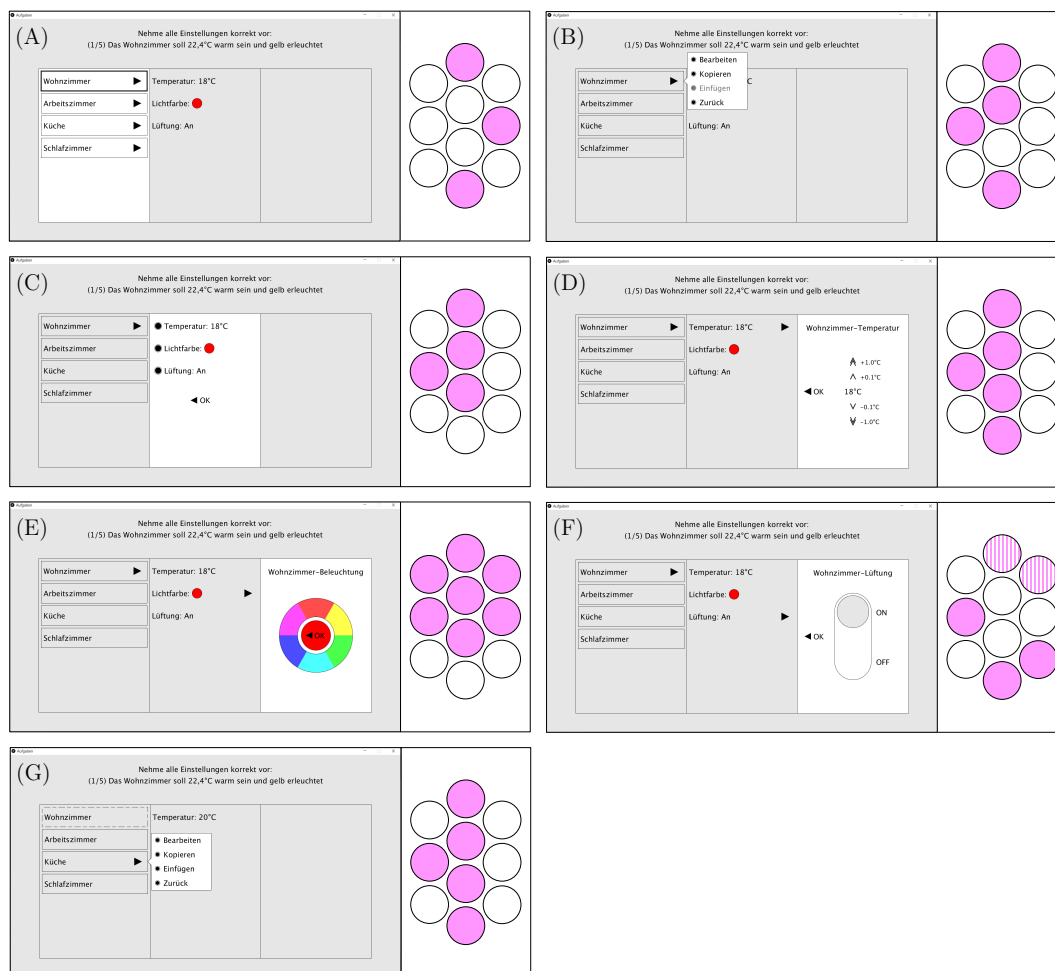 Aufgaben
(A)
Nehme alle Einstellungen korrekt vor:
(1/5) Das Wohnzimmer soll 22,4°C warm sein und gelb erleuchtet
Wohnzimmer
Temperatur: 18°C
Arbeitszimmer
Lichtfarbe:
Küche
Lüftung: An
Schlafzimmer
Aufgaben
(B)
Nehme alle Einstellungen korrekt vor:
(1/5) Das Wohnzimmer soll 22,4°C warm sein und gelb erleuchtet
Bearbeiten
Kopieren
Einfügen
Zurück
Wohnzimmer
°C
Arbeitszimmer
Küche
Lüftung: An
Schlafzimmer
Aufgaben
(C)
Nehme alle Einstellungen korrekt vor:
(1/5) Das Wohnzimmer soll 22,4°C warm sein und gelb erleuchtet
Wohnzimmer
Temperatur: 18°C
Arbeitszimmer
Lichtfarbe:
Küche
Lüftung: An
Schlafzimmer
OK
Aufgaben
(D)
Nehme alle Einstellungen korrekt vor:
(1/5) Das Wohnzimmer soll 22,4°C warm sein und gelb erleuchtet
Wohnzimmer
Temperatur: 18°C
Wohnzimmer-Temperatur
Arbeitszimmer
Lichtfarbe:
Küche
Lüftung: An
Schlafzimmer
+1.0°C
+0.1°C
OK
18°C
-0.1°C
-1.0°C
Aufgaben
(E)
Nehme alle Einstellungen korrekt vor:
(1/5) Das Wohnzimmer soll 22,4°C warm sein und gelb erleuchtet
Wohnzimmer
Temperatur: 18°C
Wohnzimmer-Beleuchtung
Arbeitszimmer
Lichtfarbe:
Küche
Lüftung: An
Schlafzimmer
OK
Aufgaben
(F)
Nehme alle Einstellungen korrekt vor:
(1/5) Das Wohnzimmer soll 22,4°C warm sein und gelb erleuchtet
Wohnzimmer
Temperatur: 18°C
Wohnzimmer-Lüftung
Arbeitszimmer
Lichtfarbe:
Küche
Lüftung: An
Schlafzimmer
ON
OK
OFF
Aufgaben
(G)
Nehme alle Einstellungen korrekt vor:
(1/5) Das Wohnzimmer soll 22,4°C warm sein und gelb erleuchtet
Wohnzimmer
Temperatur: 20°C
Arbeitszimmer
Küche
Schlafzimmer
Bearbeiten
Kopieren
Einfügen
Zurück